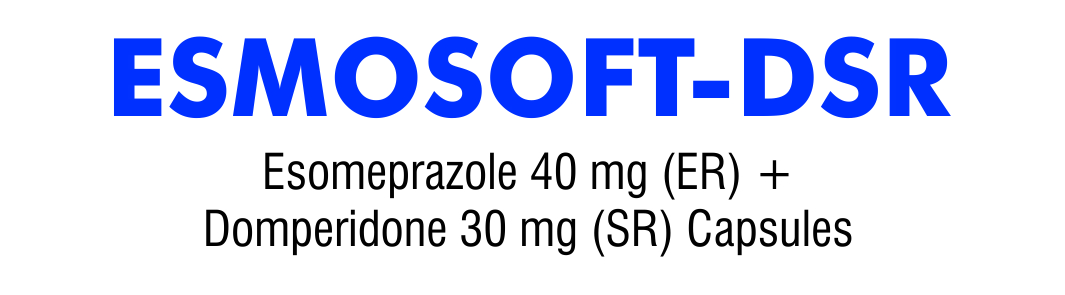 ESMOSOFT-DSR
Esomeprazole 40 mg (ER) +
Domperidone 30 mg (SR) Capsules